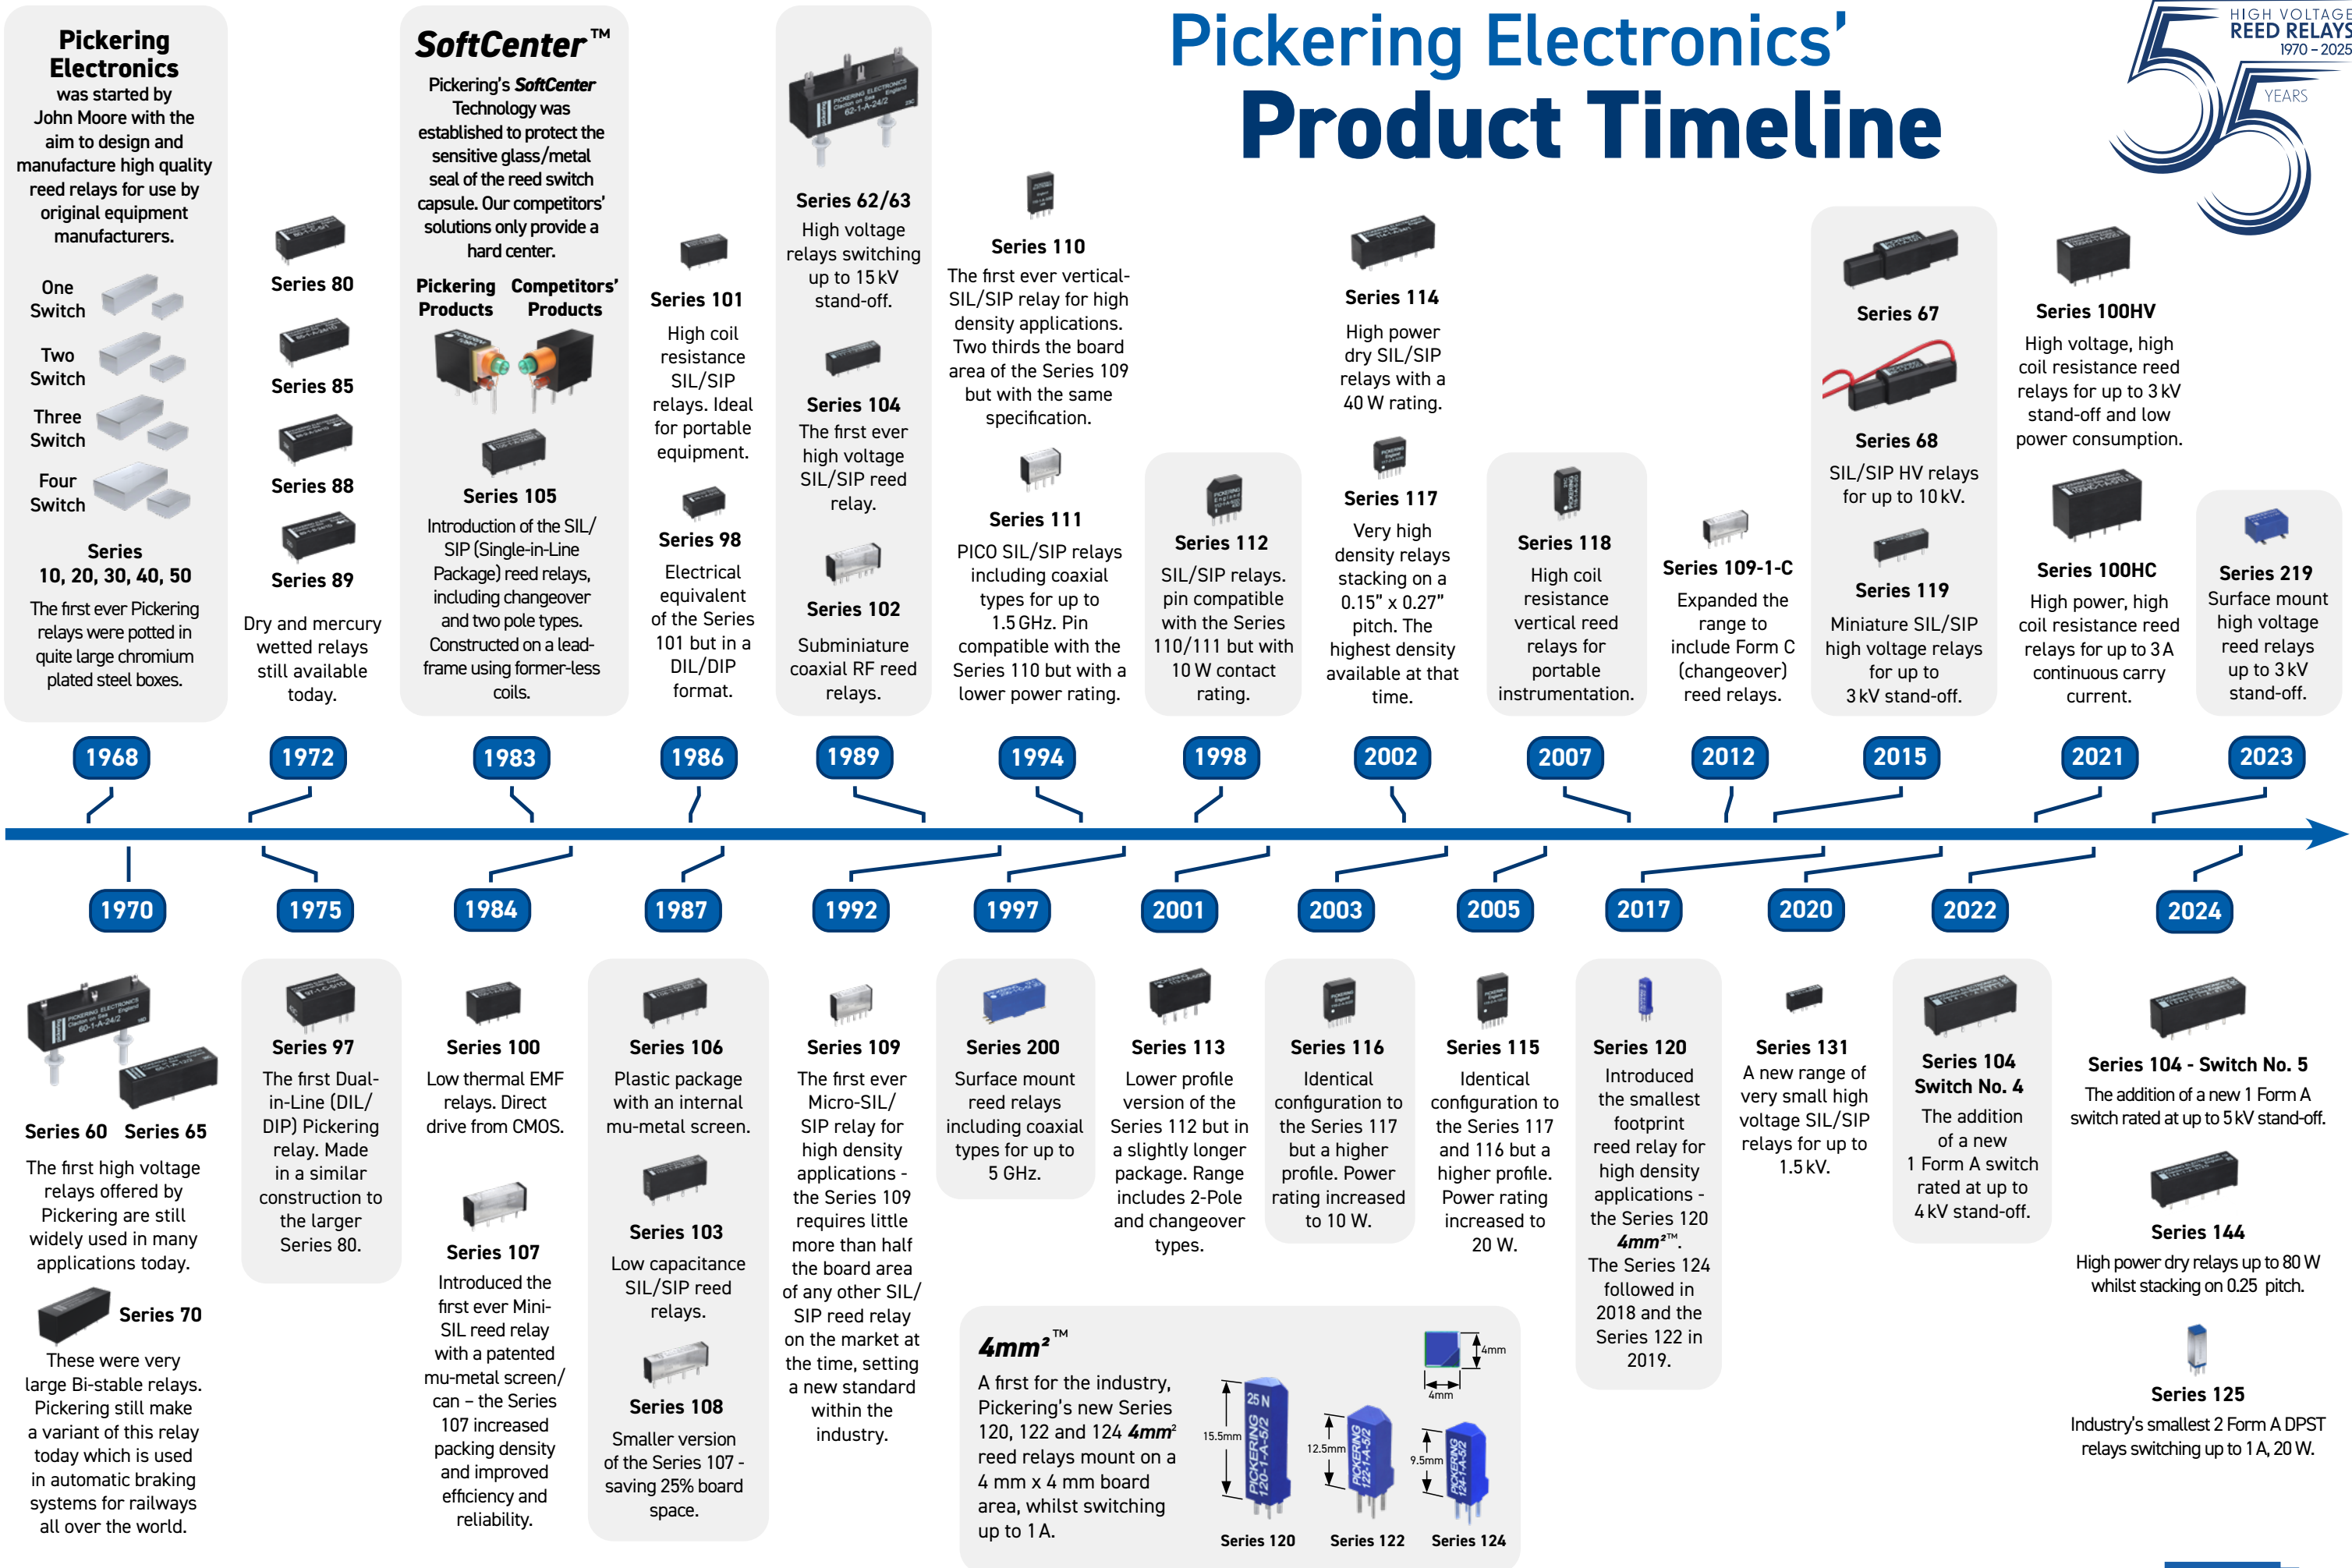 Pickering Electronics'
Product Timeline
HIGH VOLTAGE
REED RELAYS
1970 – 2025
55
YEARS
Pickering
Electronics
was started by
John Moore with the
aim to design and
manufacture high quality
reed relays for use by
original equipment
manufacturers.
One
Switch
Two
Switch
Three
Switch
Four
Switch
Series
10, 20, 30, 40, 50
The first ever Pickering
relays were potted in
quite large chromium
plated steel boxes.
1968
Series 80
Series 85
Series 88
Series 89
Dry and mercury
wetted relays
still available
today.
1972
SoftCenter™
Pickering's SoftCenter
Technology was
established to protect the
sensitive glass/metal
seal of the reed switch
capsule. Our competitors'
solutions only provide a
hard center.
Pickering
Products
Competitors'
Products
Series 105
Introduction of the SIL/
SIP (Single-in-Line
Package) reed relays,
including changeover
and two pole types.
Constructed on a lead-
frame using former-less
coils.
1983
Series 101
High coil
resistance
SIL/SIP
relays. Ideal
for portable
equipment.
Series 98
Electrical
equivalent
of the Series
101 but in a
DIL/DIP
format.
1986
PICKERING ELECTRONICS
Clacton on Sea England
62-1-A-24/2
Series 62/63
High voltage
relays switching
up to 15 kV
stand-off.
Series 104
The first ever
high voltage
SIL/SIP reed
relay.
Series 102
Subminiature
coaxial RF reed
relays.
1989
Series 110
The first ever vertical-
SIL/SIP relay for high
density applications.
Two thirds the board
area of the Series 109
but with the same
specification.
Series 111
PICO SIL/SIP relays
including coaxial
types for up to
1.5 GHz. Pin
compatible with the
Series 110 but with a
lower power rating.
1994
Series 112
SIL/SIP relays.
pin compatible
with the Series
110/111 but with
10 W contact
rating.
1998
Series 114
High power
dry SIL/SIP
relays with a
40 W rating.
Series 117
Very high
density relays
stacking on a
0.15” x 0.27”
pitch. The
highest density
available at that
time.
2002
Series 118
High coil
resistance
vertical reed
relays for
portable
instrumentation.
2007
Series 109-1-C
Expanded the
range to
include Form C
(changeover)
reed relays.
2012
Series 67
Series 68
SIL/SIP HV relays
for up to 10 kV.
Series 119
Miniature SIL/SIP
high voltage relays
for up to
3 kV stand-off.
2015
Series 100HV
High voltage, high
coil resistance reed
relays for up to 3 kV
stand-off and low
power consumption.
Series 100HC
High power, high
coil resistance reed
relays for up to 3 A
continuous carry
current.
2021
Series 219
Surface mount
high voltage
reed relays
up to 3 kV
stand-off.
2023
1970
PICKERING ELECTRONICS
Clacton on Sea England
60-1-A-24/2
Series 60 Series 65
The first high voltage
relays offered by
Pickering are still
widely used in many
applications today.
Series 70
These were very
large Bi-stable relays.
Pickering still make
a variant of this relay
today which is used
in automatic braking
systems for railways
all over the world.
1975
97-1-C-5/1D
Series 97
The first Dual-
in-Line (DIL/
DIP) Pickering
relay. Made
in a similar
construction to
the larger
Series 80.
1984
Series 100
Low thermal EMF
relays. Direct
drive from CMOS.
Series 107
Introduced the
first ever Mini-
SIL reed relay
with a patented
mu-metal screen/
can – the Series
107 increased
packing density
and improved
efficiency and
reliability.
1987
Series 106
Plastic package
with an internal
mu-metal screen.
Series 103
Low capacitance
SIL/SIP reed
relays.
Series 108
Smaller version
of the Series 107 -
saving 25% board
space.
1992
Series 109
The first ever
Micro-SIL/
SIP relay for
high density
applications -
the Series 109
requires little
more than half
the board area
of any other SIL/
SIP reed relay
on the market at
the time, setting
a new standard
within the
industry.
1997
Series 200
Surface mount
reed relays
including coaxial
types for up to
5 GHz.
2001
Series 113
Lower profile
version of the
Series 112 but in
a slightly longer
package. Range
includes 2-Pole
and changeover
types.
2003
Series 116
Identical
configuration to
the Series 117
but a higher
profile. Power
rating increased
to 10 W.
2005
Series 115
Identical
configuration to
the Series 117
and 116 but a
higher profile.
Power rating
increased to
20 W.
2017
Series 120
Introduced
the smallest
footprint
reed relay for
high density
applications -
the Series 120
4mm²™.
The Series 124
followed in
2018 and the
Series 122 in
2019.
2020
Series 131
A new range of
very small high
voltage SIL/SIP
relays for up to
1.5 kV.
2022
Series 104
Switch No. 4
The addition
of a new
1 Form A switch
rated at up to
4 kV stand-off.
2024
Series 104 - Switch No. 5
The addition of a new 1 Form A
switch rated at up to 5 kV stand-off.
Series 144
High power dry relays up to 80 W
whilst stacking on 0.25 pitch.
Series 125
Industry's smallest 2 Form A DPST
relays switching up to 1 A, 20 W.
4mm²™
A first for the industry,
Pickering's new Series
120, 122 and 124 4mm²
reed relays mount on a
4 mm x 4 mm board
area, whilst switching
up to 1 A.
4mm
4mm
15.5mm
25 N
PICKERING
120-1-A-5/2
Series 120
12.5mm
PICKERING
122-1-A-5/2
Series 122
9.5mm
PICKERING
124-1-A-5/2
Series 124